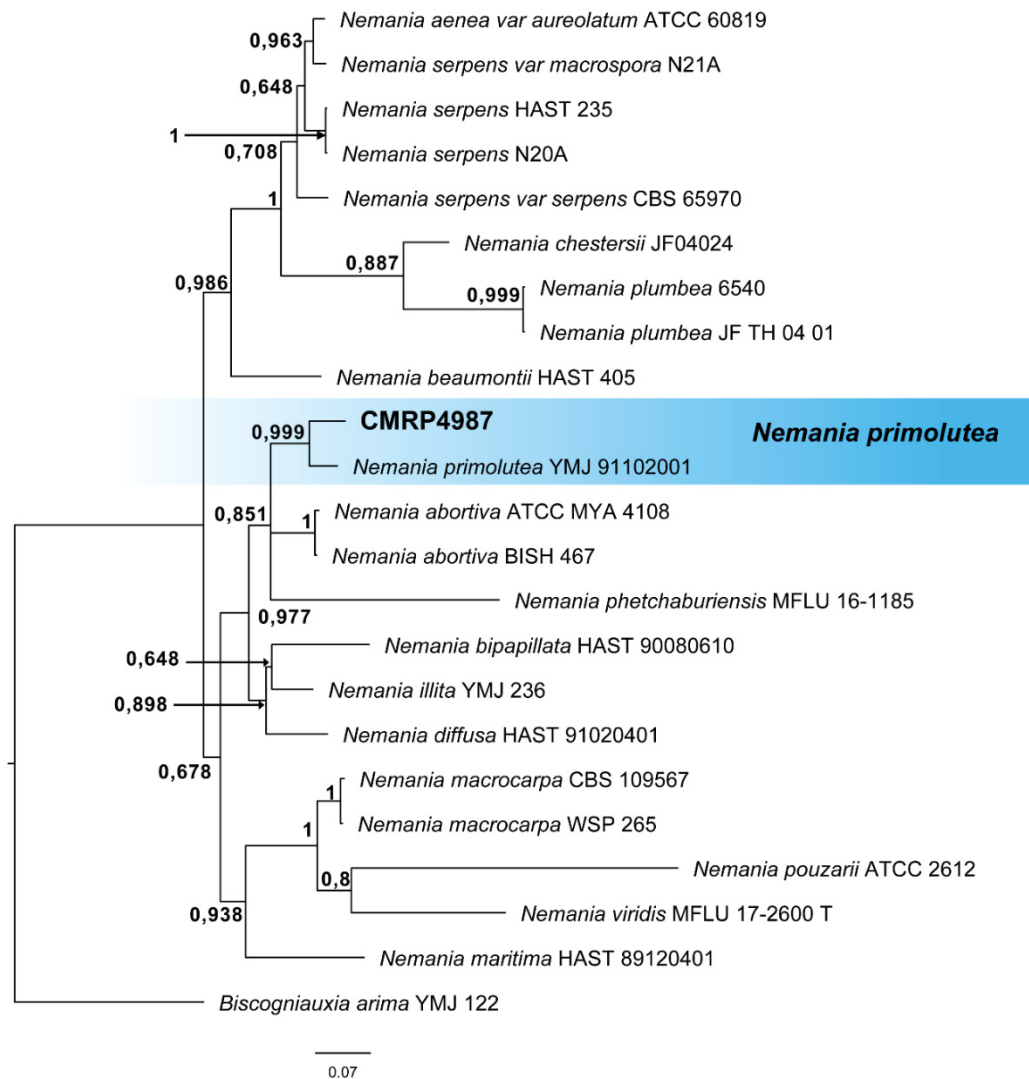 Nemania aenea var aureolatum ATCC 60819
0,963
Nemania serpens var macrospora N21A
0,648
Nemania serpens HAST 235
1
0,708
Nemania serpens N20A
1
Nemania serpens var serpens CBS 65970
Nemania chestersii JF04024
0,887
0,986
0,999
Nemania plumbea 6540
Nemania plumbea JF TH 04 01
Nemania beaumontii HAST 405
CMRP4987
0,999
Nemania primolutea
Nemania primolutea YMJ 91102001
0,851
1
Nemania abortiva ATCC MYA 4108
Nemania abortiva BISH 467
Nemania phetchaburiensis MFLU 16-1185
0,977
Nemania bipapillata HAST 90080610
0,648
Nemania illita YMJ 236
0,898
Nemania diffusa HAST 91020401
0,678
Nemania macrocarpa CBS 109567
1
1
Nemania macrocarpa WSP 265
Nemania pouzarii ATCC 2612
0,8
0,938
Nemania viridis MFLU 17-2600 T
Nemania maritima HAST 89120401
Biscogniauxia arima YMJ 122
0.07